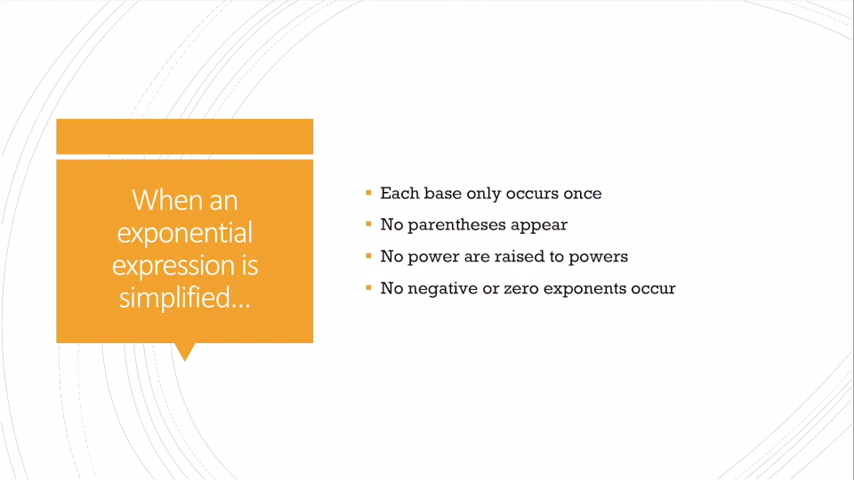 When an
exponential
expression is
simplified...
Each base only occurs once
No parentheses appear
No power are raised to powers
No negative or zero exponents occur